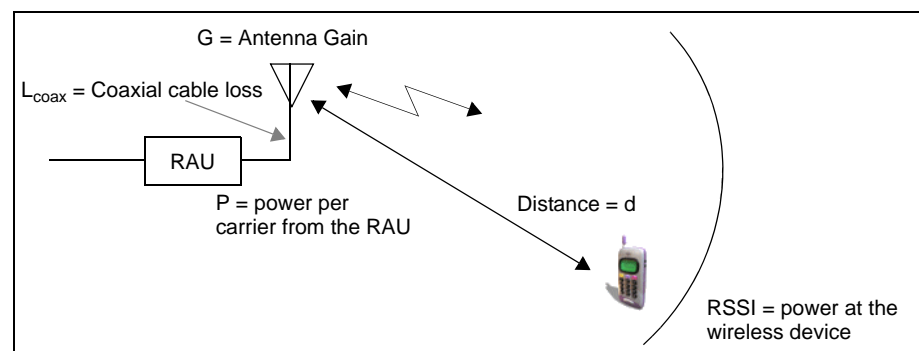 G = Antenna Gain
Lcoax = Coaxial cable loss
RAU
P = power per
carrier from the RAU
Distance = d
RSSI = power at the
wireless device